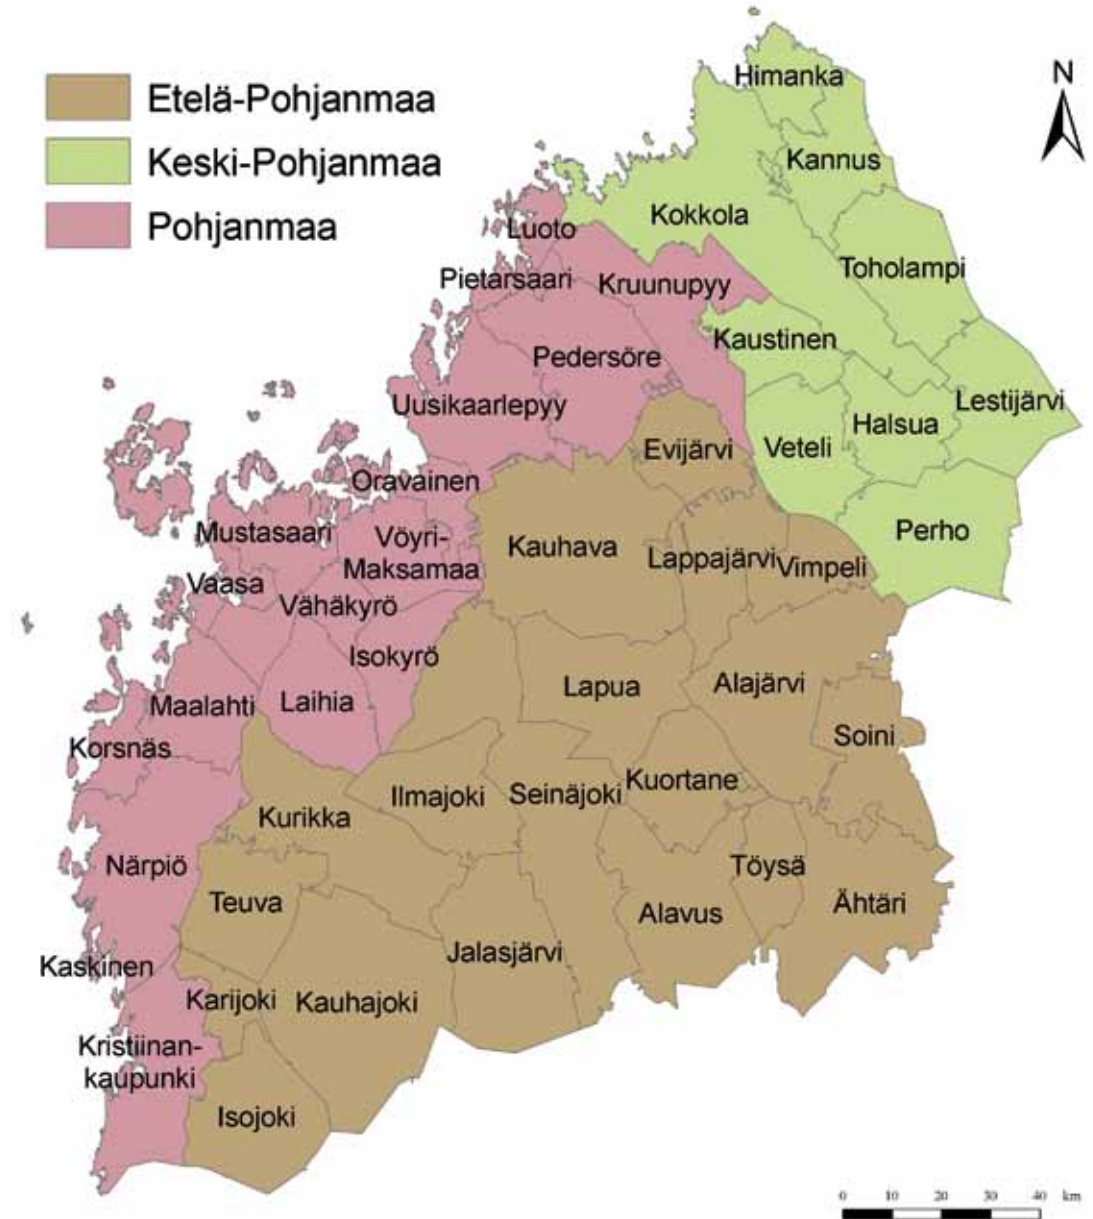 Etelä-Pohjanmaa
Keski-Pohjanmaa
Pohjanmaa
N
Himanka
Kannus
Kokkola
Luoto
Toholampi
Pietarsaari
Kruunupyy
Kaustinen
Pedersöre
Uusikaarlepyy
Lestijärvi
Halsua
Veteli
Evijärvi
Oravainen
Perho
Mustasaari
Vöyri-
Maksamaa
Kauhava
Lappajärvi
Vimpeli
Vaasa
Vähäkyrö
Isokyrö
Lapua
Alajärvi
Maalahti
Laihia
Soini
Korsnäs
Kuortane
Ilmajoki
Seinäjoki
Kurikka
Närpiö
Töysä
Teuva
Ähtäri
Alavus
Jalasjärvi
Kaskinen
Karijoki
Kauhajoki
Kristiinan-
kaupunki
Isojoki
0 10 20 30 40 km